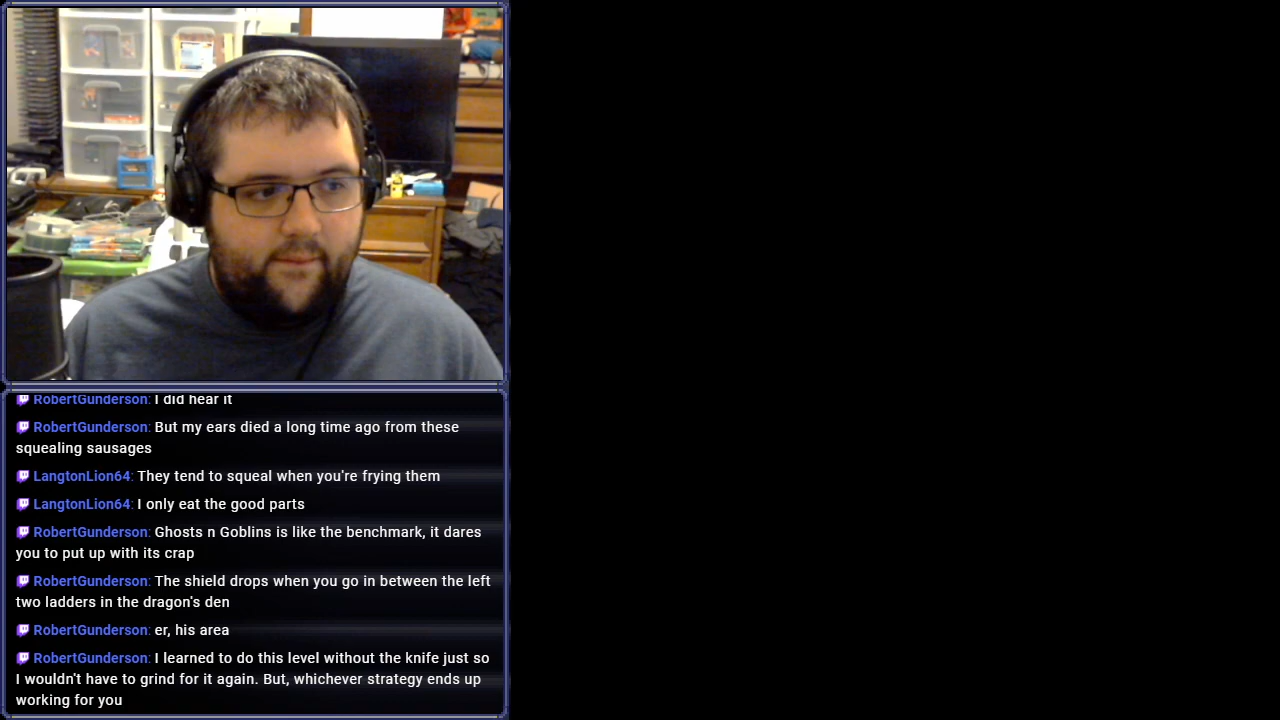 RobertGunderson: I did hear it
RobertGunderson: But my ears died a long time ago from these
squealing sausages
LangtonLion64: They tend to squeal when you're frying them
LangtonLion64: I only eat the good parts
RobertGunderson: Ghosts n Goblins is like the benchmark, it dares
you to put up with its crap
RobertGunderson: The shield drops when you go in between the left
two ladders in the dragon's den
RobertGunderson: er, his area
RobertGunderson: I learned to do this level without the knife just so
I wouldn't have to grind for it again. But, whichever strategy ends up
working for you